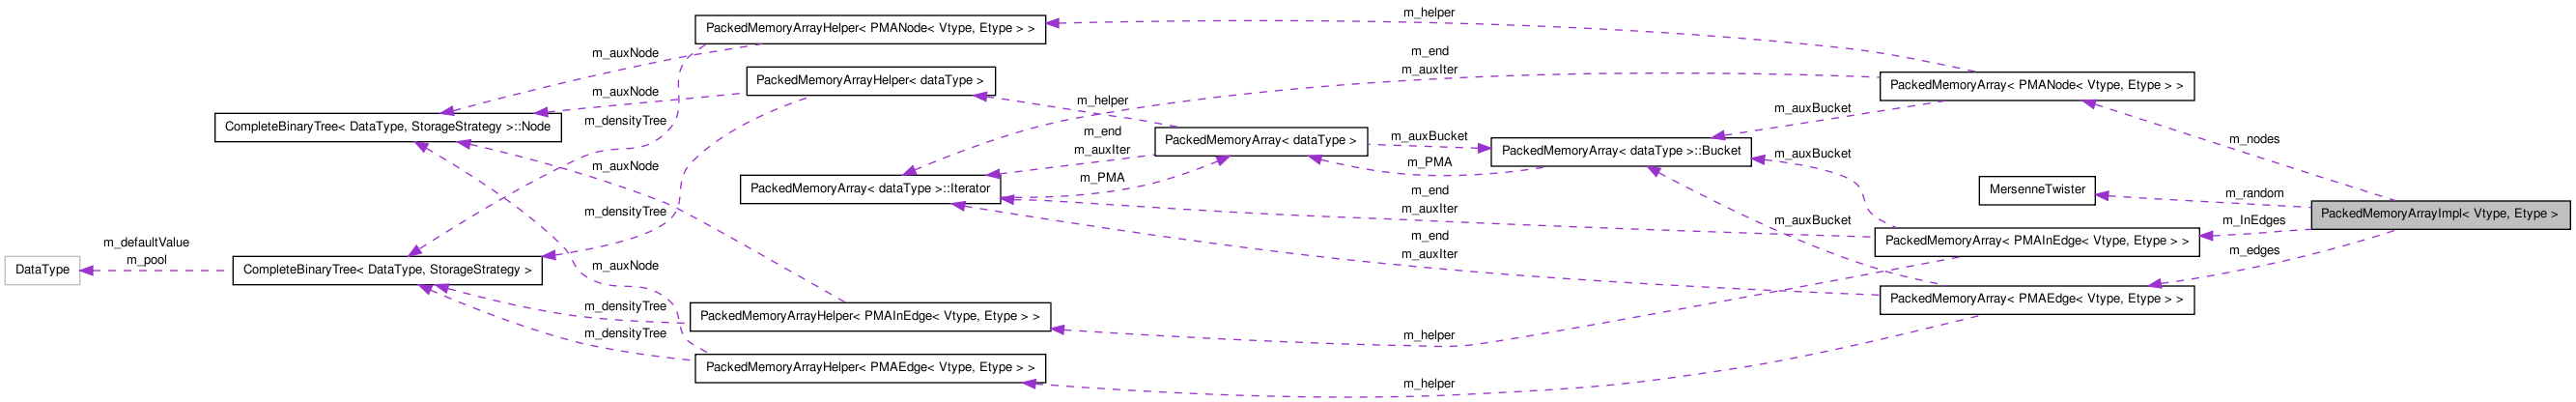 DataType
m_defaultValue
m_pool
CompleteBinaryTree< DataType, StorageStrategy >::Node
CompleteBinaryTree< DataType, StorageStrategy >
m_auxNode
m_auxNode
m_densityTree
m_auxNode
m_densityTree
m_auxNode
m_densityTree
m_densityTree
PackedMemoryArrayHelper< PMANode< Vtype, Etype > >
PackedMemoryArrayHelper< dataType >
PackedMemoryArray< dataType >::Iterator
PackedMemoryArrayHelper< PMAInEdge< Vtype, Etype > >
PackedMemoryArrayHelper< PMAEdge< Vtype, Etype > >
m_helper
m_end
m_auxIter
m_PMA
PackedMemoryArray< dataType >
m_helper
m_end
m_auxIter
m_auxBucket
m_PMA
m_end
m_auxIter
m_end
m_auxIter
m_helper
m_helper
PackedMemoryArray< dataType >::Bucket
m_auxBucket
m_auxBucket
m_auxBucket
PackedMemoryArray< PMANode< Vtype, Etype > >
MersenneTwister
PackedMemoryArray< PMAInEdge< Vtype, Etype > >
PackedMemoryArray< PMAEdge< Vtype, Etype > >
m_nodes
m_random
m_InEdges
m_edges
PackedMemoryArrayImpl< Vtype, Etype >